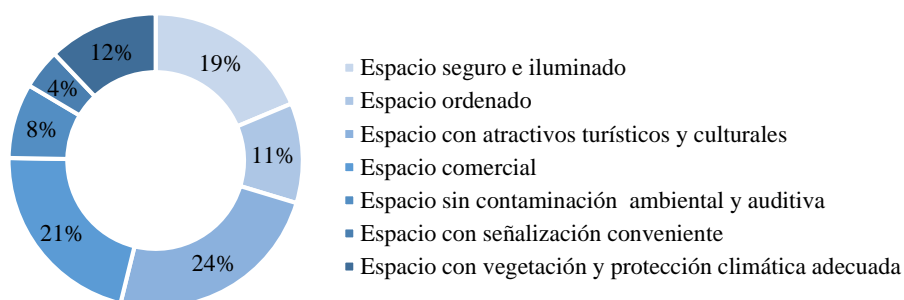 12%
19%
4%
8%
11%
21%
24%
Espacio seguro e iluminado
Espacio ordenado
Espacio con atractivos turísticos y culturales
Espacio comercial
Espacio sin contaminación ambiental y auditiva
Espacio con señalización conveniente
Espacio con vegetación y protección climática adecuada